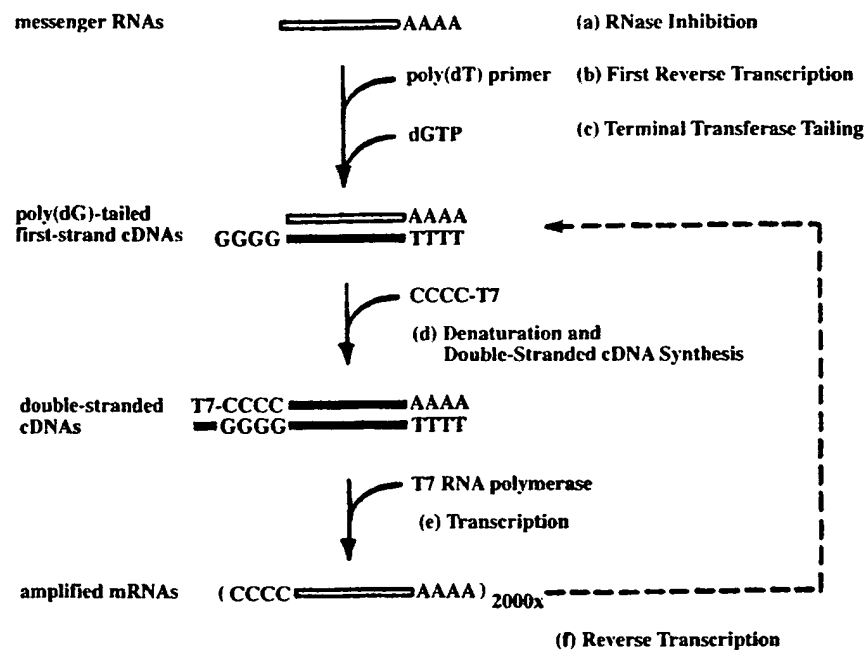 messenger RNAs AAAA (a) RNase Inhibition
poly(dT) primer (b) First Reverse Transcription
dGTP (c) Terminal Transferase Tailing
poly(dG)-tailed AAAA
first-strand cDNAs GGGG TTTT
CCCC-T7
(d) Denaturation and
Double-Stranded cDNA Synthesis
double-stranded T7-CCCC AAAA
cDNAs GGGG TTTT
T7 RNA polymerase
(e) Transcription
amplified mRNAs (CCCC AAAA) 2000x
(f) Reverse Transcription